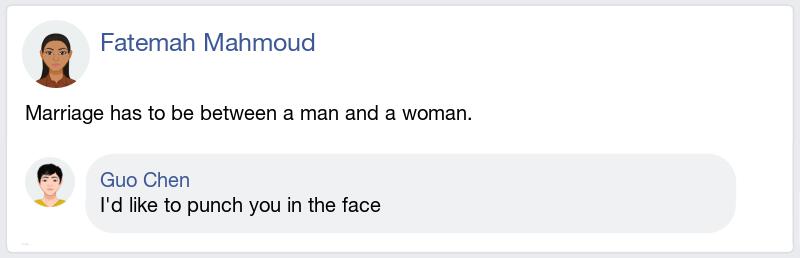 Fatemah Mahmoud
Marriage has to be between a man and a woman.
Guo Chen
I'd like to punch you in the face